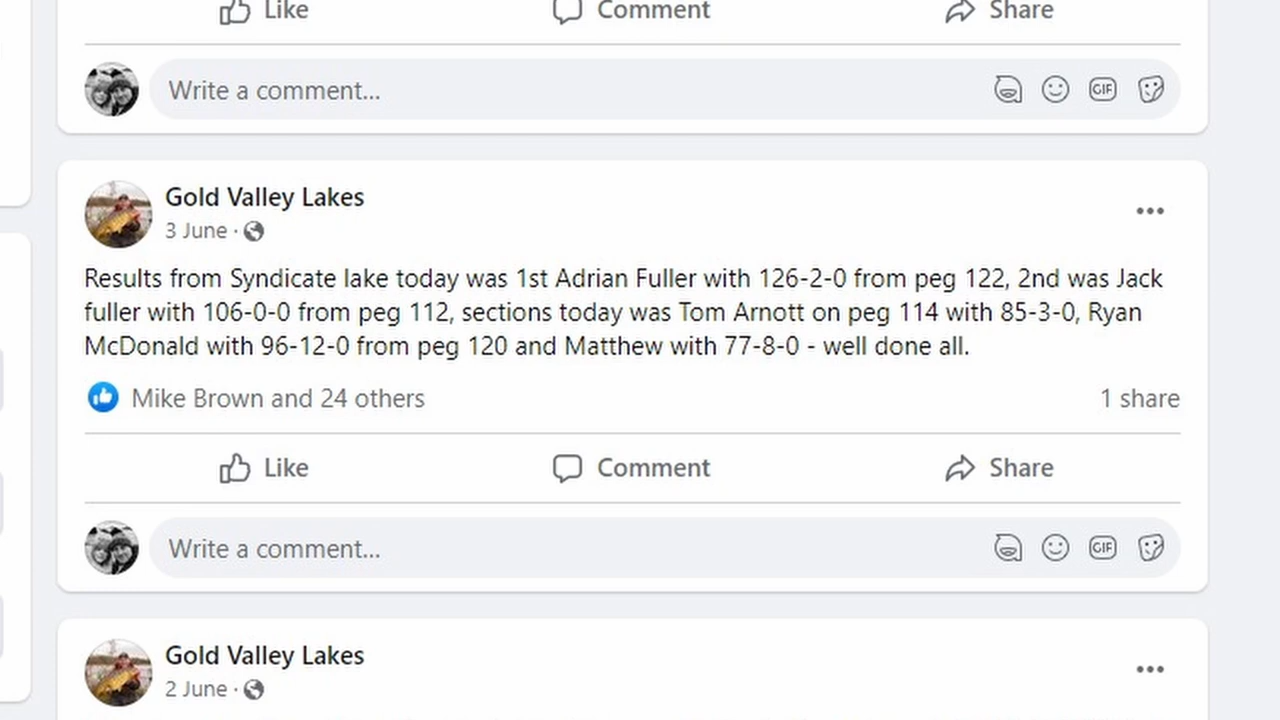 Like Comment Share
Write a comment... GIF
Gold Valley Lakes
3 June ·
Results from Syndicate lake today was 1st Adrian Fuller with 126-2-0 from peg 122, 2nd was Jack
fuller with 106-0-0 from peg 112, sections today was Tom Arnott on peg 114 with 85-3-0, Ryan
McDonald with 96-12-0 from peg 120 and Matthew with 77-8-0 - well done all.
Mike Brown and 24 others 1 share
Like Comment Share
Write a comment... GIF
Gold Valley Lakes
2 June ·